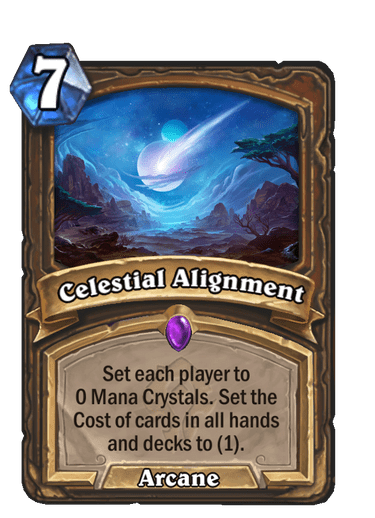 7
Celestial Alignment
Set each player to
0 Mana Crystals. Set the
Cost of cards in all hands
and decks to (1).
Arcane